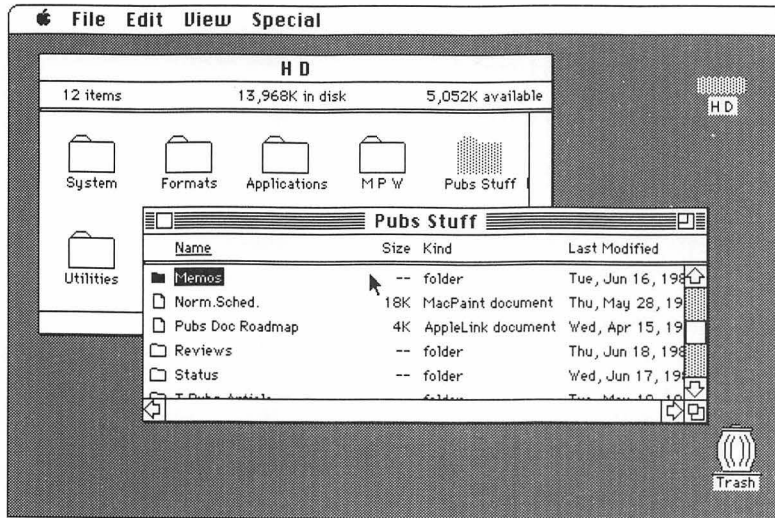 File Edit View Special
H D
12 items 13,968K in disk 5,052K available
System Formats Applications M P W Pubs Stuff
Utilities
H D
Pubs Stuff
Name Size Kind Last Modified
Memos -- folder Tue, Jun 16, 198
Norm.Sched. 18K MacPaint document Thu, May 28, 19
Pubs Doc Roadmap 4K AppleLink document Wed, Apr 15, 19
Reviews -- folder Thu, Jun 18, 198
Status -- folder Wed, Jun 17, 198
Trash